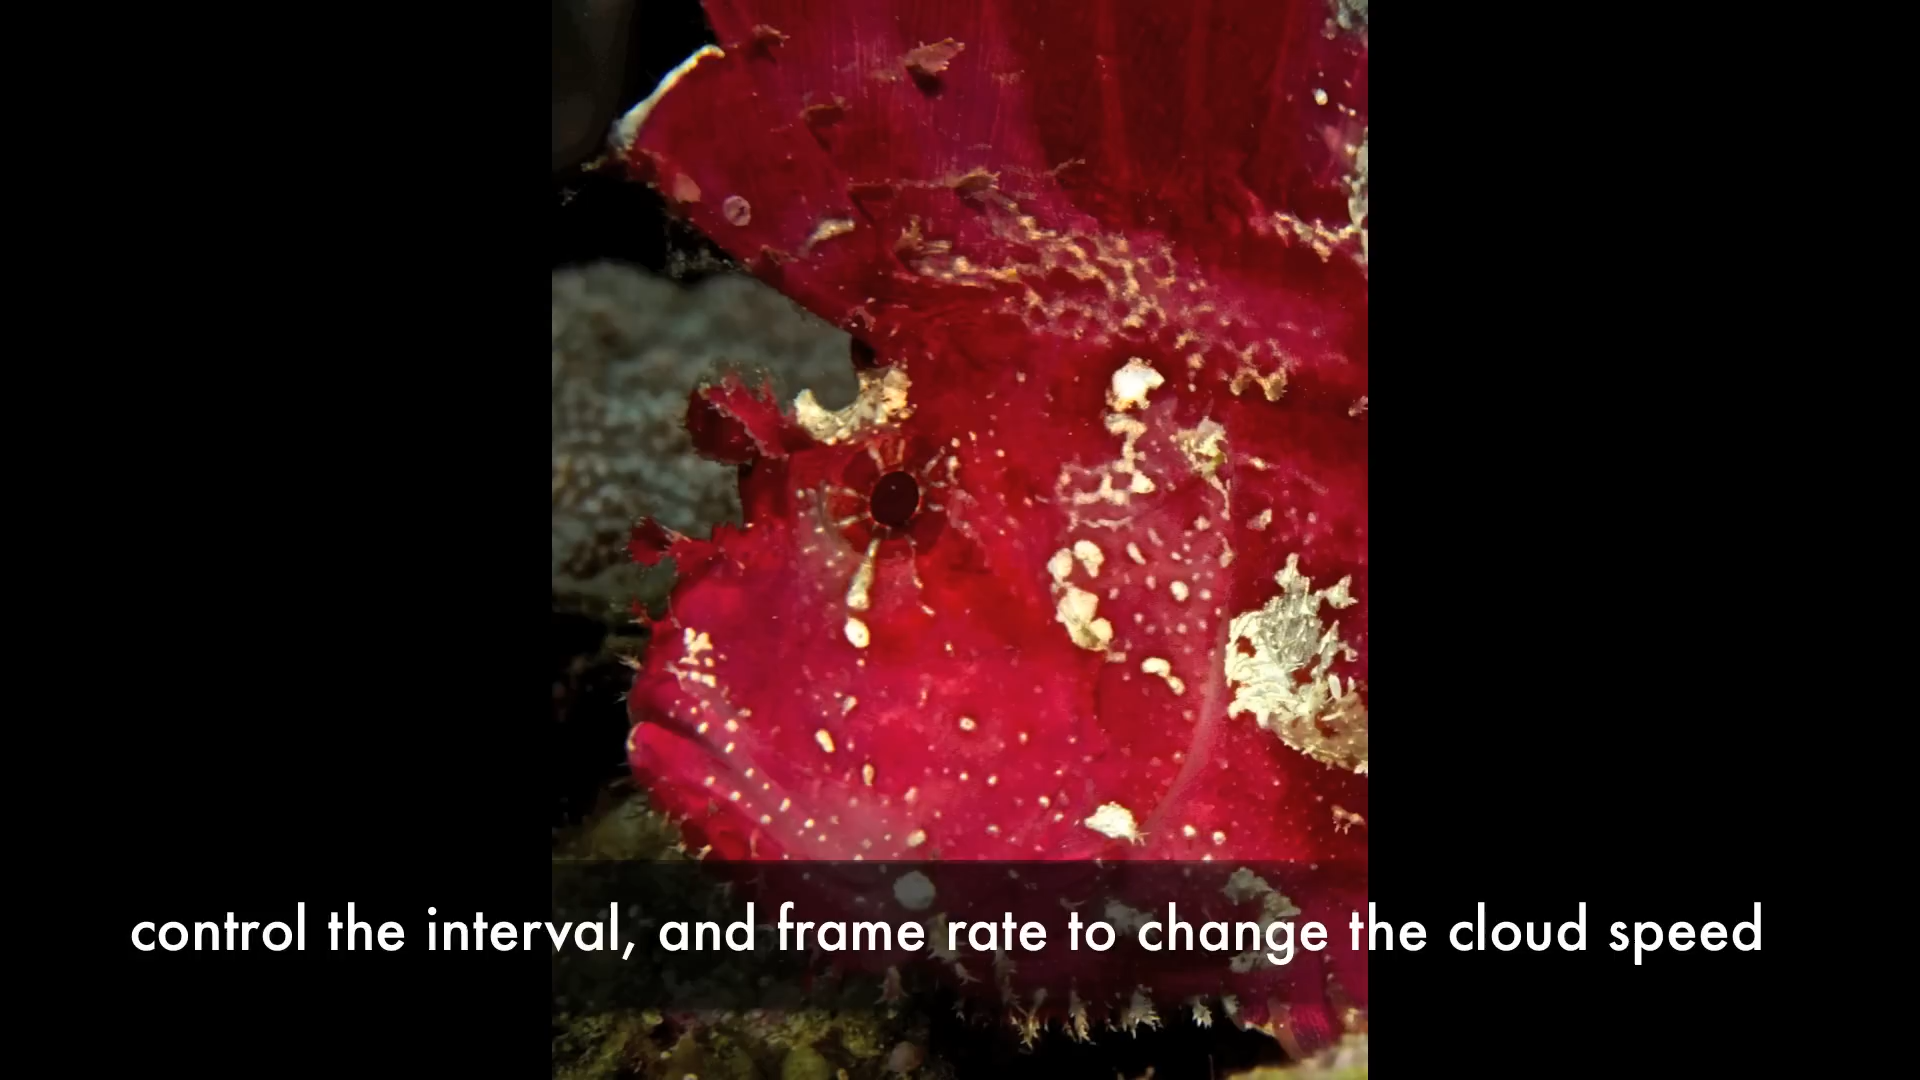 control the interval, and frame rate to change the cloud speed